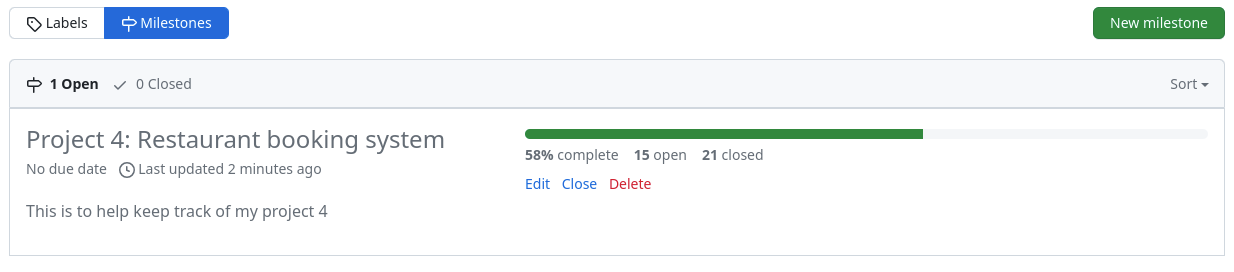 Labels Milestones New milestone
1 Open 0 Closed Sort
Project 4: Restaurant booking system
No due date Last updated 2 minutes ago
This is to help keep track of my project 4
58% complete 15 open 21 closed
Edit Close Delete